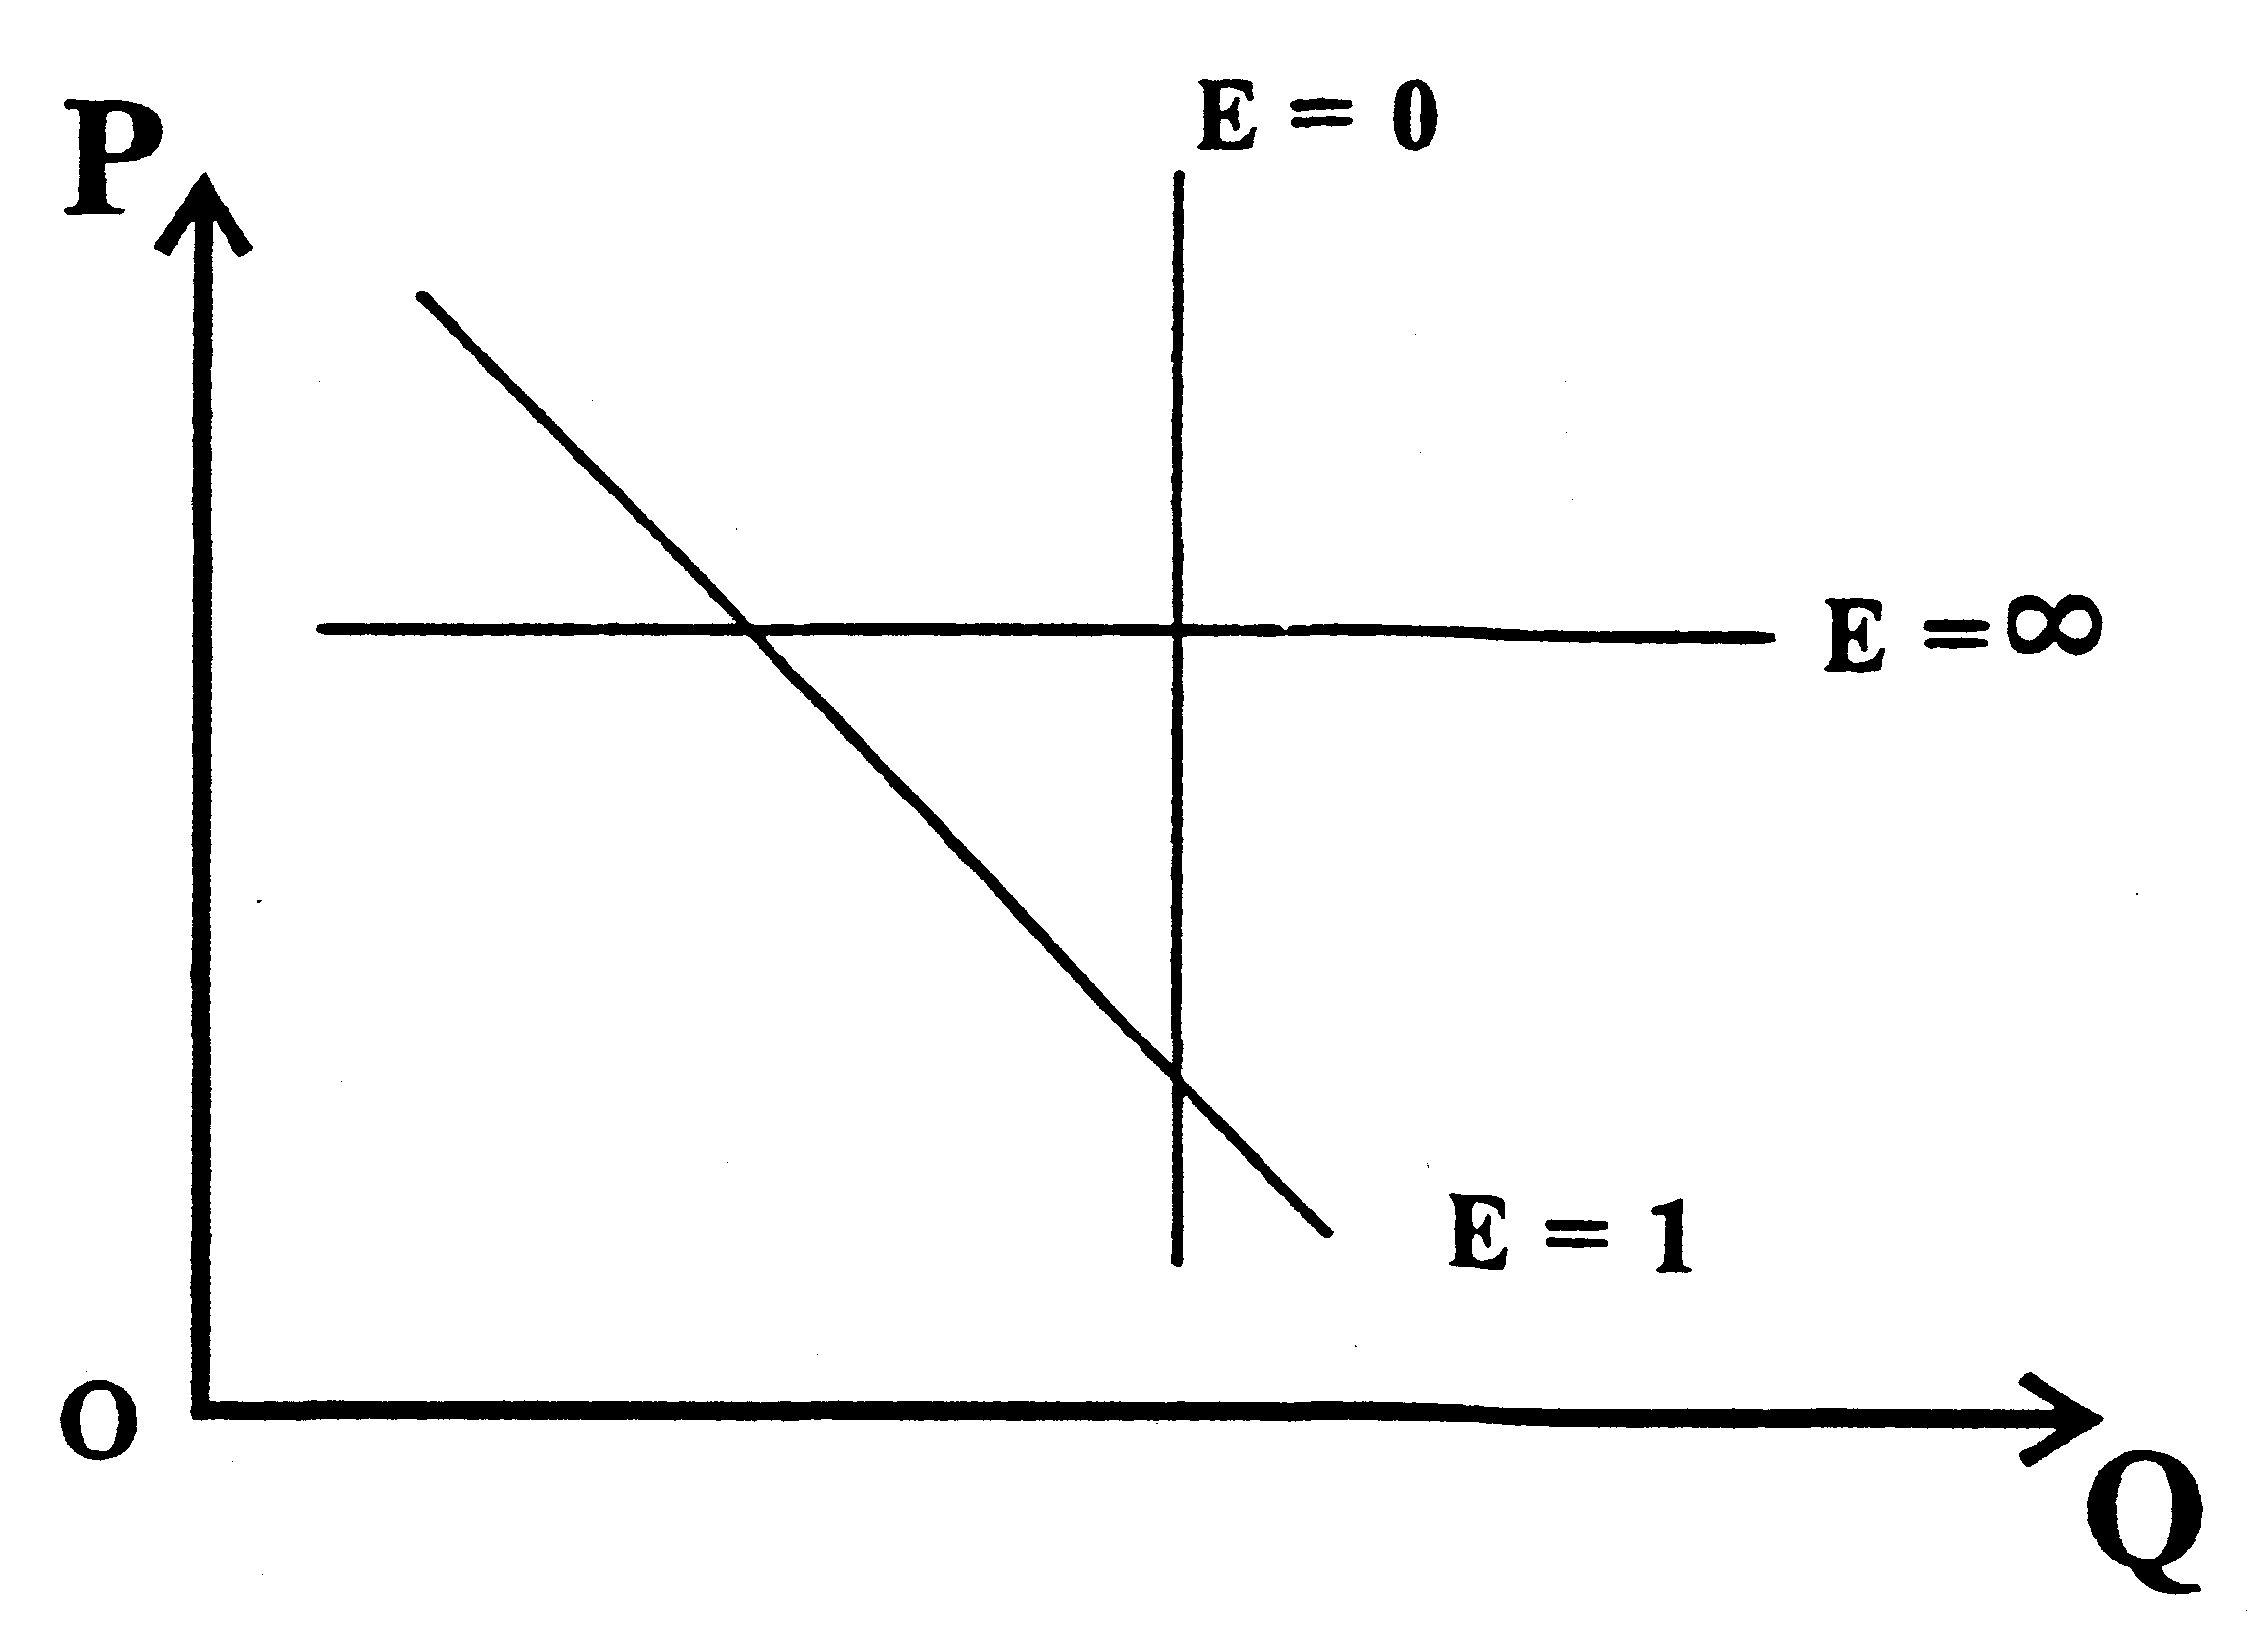 P
E = 0
E = ∞
E = 1
O
Q